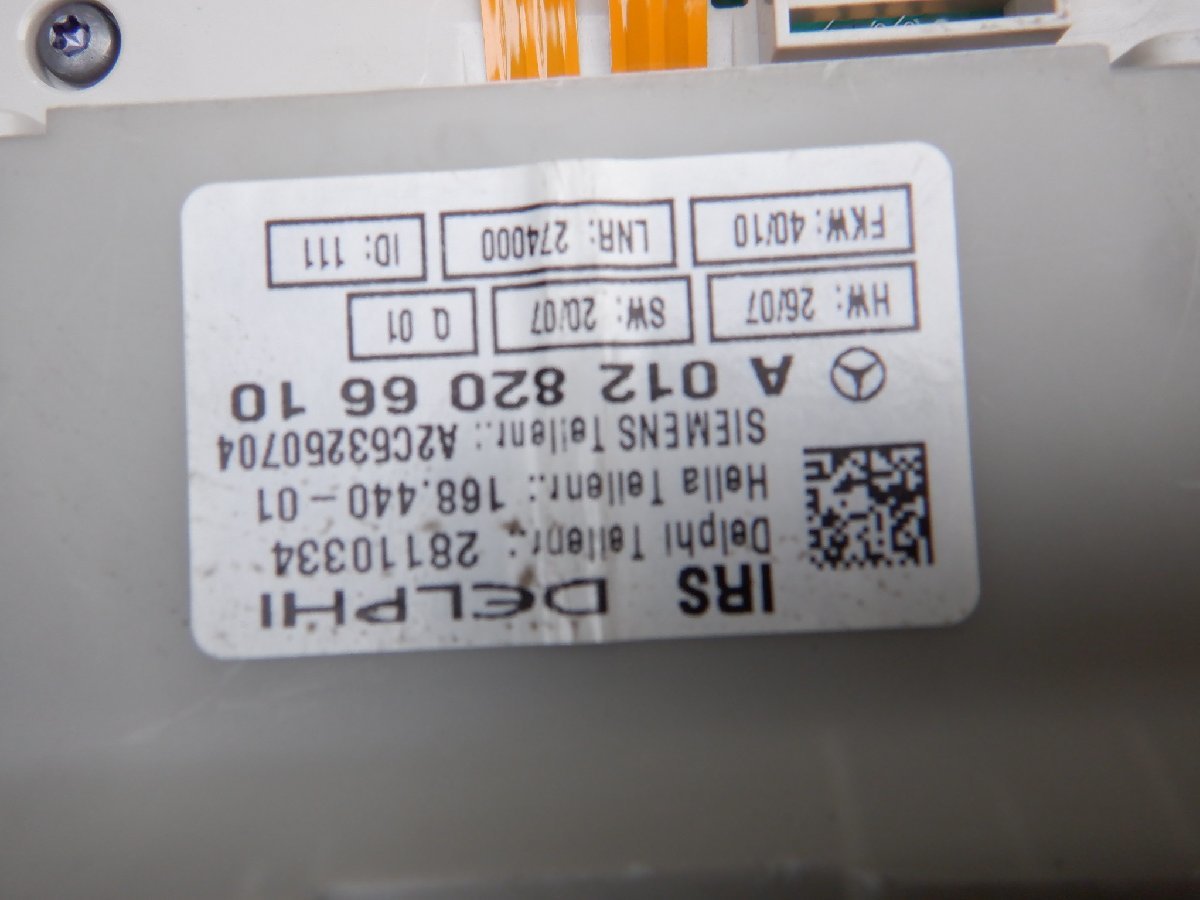 IRS DELPHI
Delphi Teilenr.: 28110334
Hella Teilenr.: 168.440-01
SIEMENS Teilenr.: A2C53260704
A 012 820 66 10
HW: 26/07 SW: 20/07 Q 01
FKW: 40/10 LNR: 274000 ID: 111